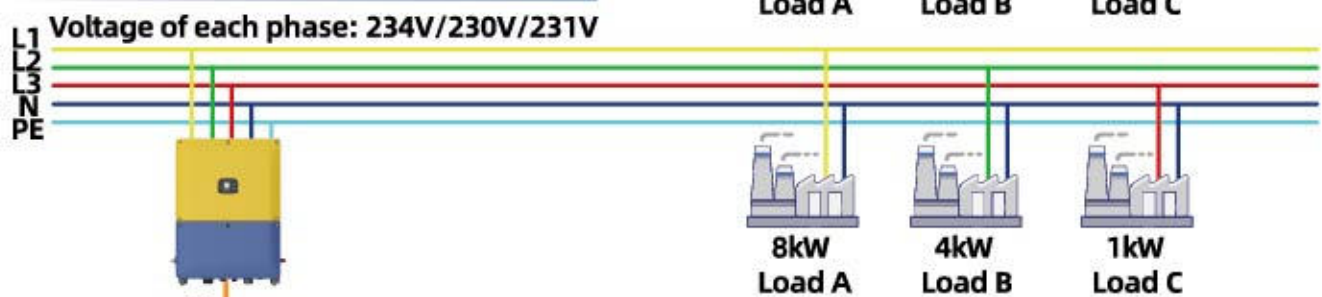 Load A Load B Load C
Voltage of each phase: 234V/230V/231V
L1
L2
L3
N
PE
8kW 4kW 1kW
Load A Load B Load C